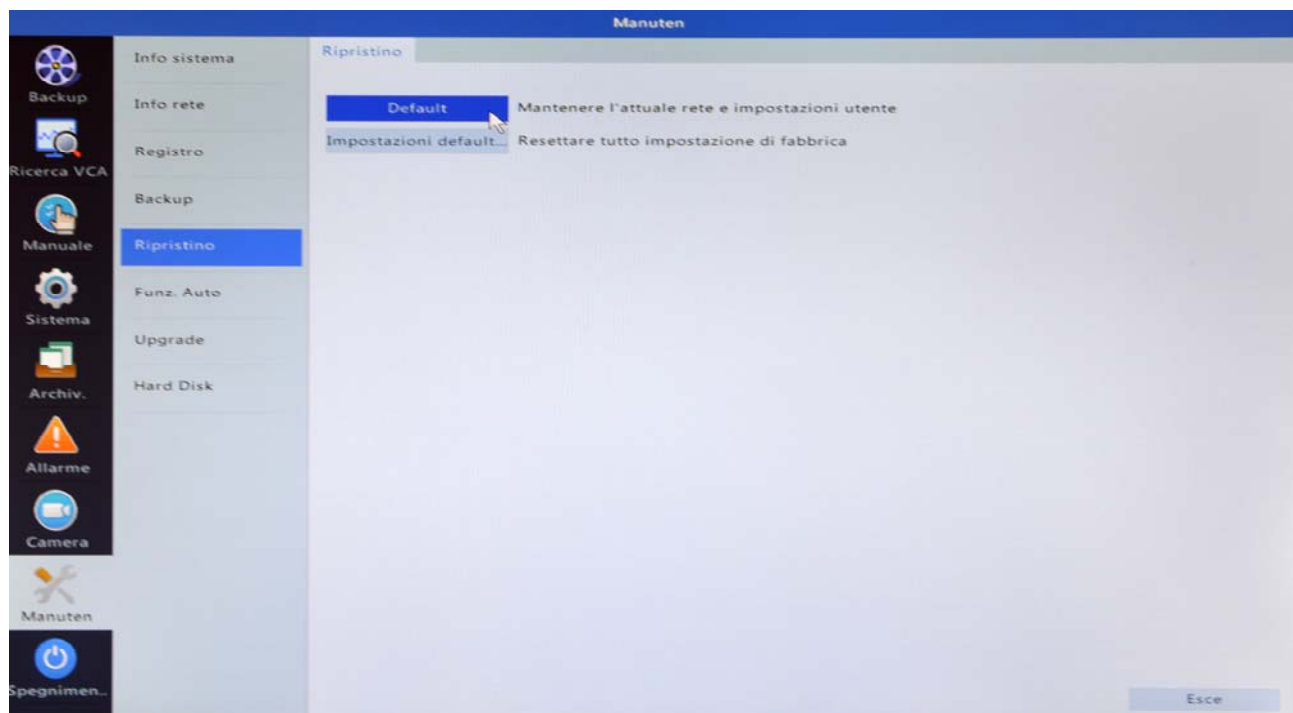 Manuten
Backup
Ricerca VCA
Manuale
Sistema
Archiv.
Allarme
Camera
Manuten
Spegnimen...
Info sistema
Info rete
Registro
Backup
Ripristino
Funz. Auto
Upgrade
Hard Disk
Ripristino
Default Mantenere l'attuale rete e impostazioni utente
Impostazioni default... Resettare tutto impostazione di fabbrica
Esce